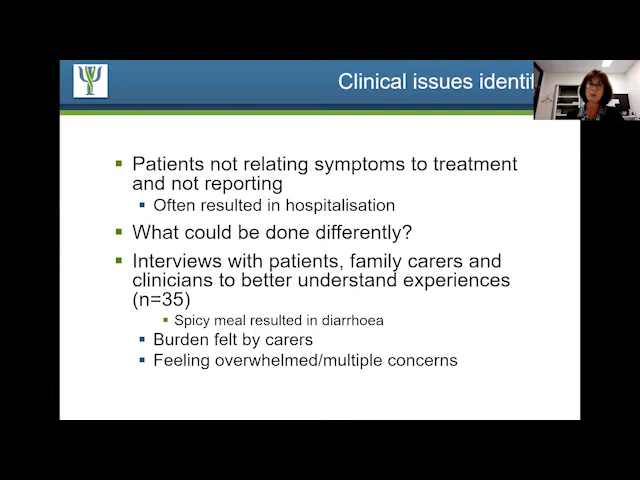 Clinical issues identif
Patients not relating symptoms to treatment
and not reporting
Often resulted in hospitalisation
What could be done differently?
Interviews with patients, family carers and
clinicians to better understand experiences
(n=35)
Spicy meal resulted in diarrhoea
Burden felt by carers
Feeling overwhelmed/multiple concerns